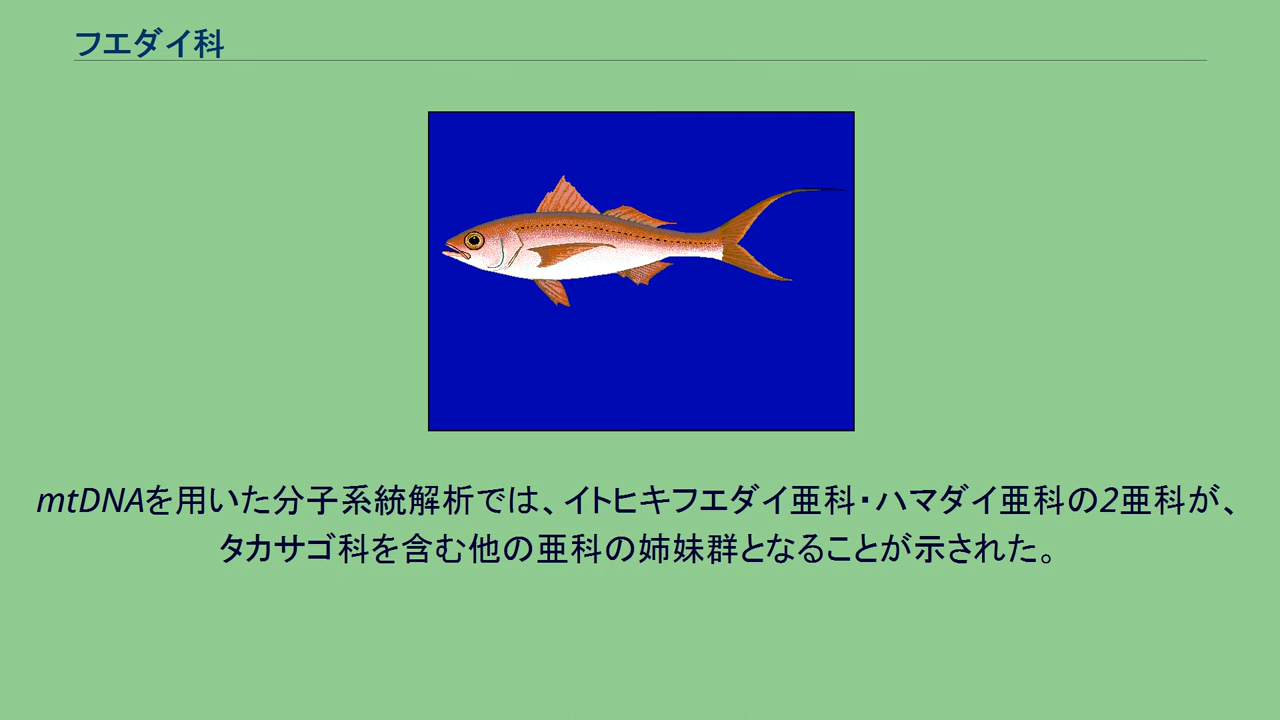 フエダイ科
mtDNAを用いた分子系統解析では、イトヒキフエダイ亜科・ハマダイ亜科の2亜科が、
タカサゴ科を含む他の亜科の姉妹群となることが示された。